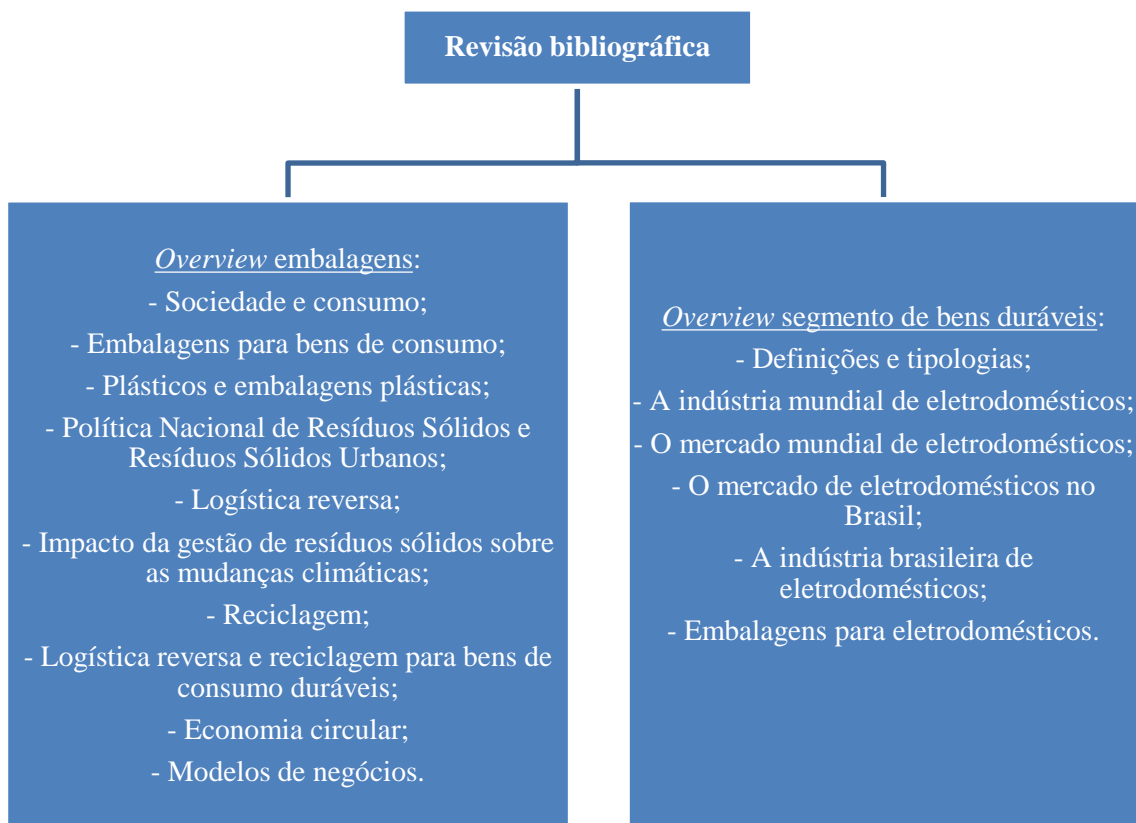 Revisão bibliográfica
Overview embalagens:
- Sociedade e consumo;
- Embalagens para bens de consumo;
- Plásticos e embalagens plásticas;
- Política Nacional de Resíduos Sólidos e
Resíduos Sólidos Urbanos;
- Logística reversa;
- Impacto da gestão de resíduos sólidos sobre
as mudanças climáticas;
- Reciclagem;
- Logística reversa e reciclagem para bens de
consumo duráveis;
- Economia circular;
- Modelos de negócios.
Overview segmento de bens duráveis:
- Definições e tipologias;
- A indústria mundial de eletrodomésticos;
- O mercado mundial de eletrodomésticos;
- O mercado de eletrodomésticos no
Brasil;
- A indústria brasileira de
eletrodomésticos;
- Embalagens para eletrodomésticos.